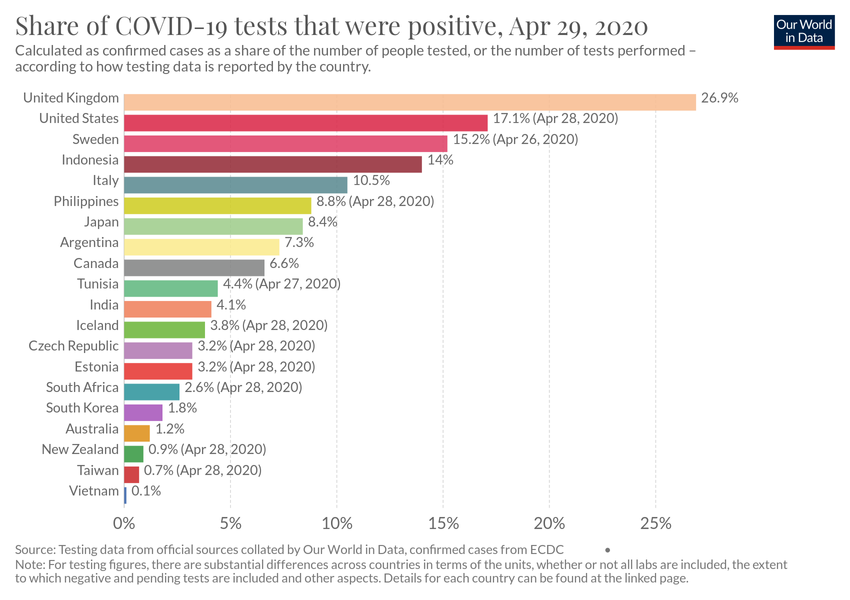 Share of COVID-19 tests that were positive, Apr 29, 2020
Our World
in Data
Calculated as confirmed cases as a share of the number of people tested, or the number of tests performed –
according to how testing data is reported by the country.
United Kingdom 26.9%
United States 17.1% (Apr 28, 2020)
Sweden 15.2% (Apr 26, 2020)
Indonesia 14%
Italy 10.5%
Philippines 8.8% (Apr 28, 2020)
Japan 8.4%
Argentina 7.3%
Canada 6.6%
Tunisia 4.4% (Apr 27, 2020)
India 4.1%
Iceland 3.8% (Apr 28, 2020)
Czech Republic 3.2% (Apr 28, 2020)
Estonia 3.2% (Apr 28, 2020)
South Africa 2.6% (Apr 28, 2020)
South Korea 1.8%
Australia 1.2%
New Zealand 0.9% (Apr 28, 2020)
Taiwan 0.7% (Apr 28, 2020)
Vietnam 0.1%
0% 5% 10% 15% 20% 25%
Source: Testing data from official sources collated by Our World in Data, confirmed cases from ECDC •
Note: For testing figures, there are substantial differences across countries in terms of the units, whether or not all labs are included, the extent
to which negative and pending tests are included and other aspects. Details for each country can be found at the linked page.